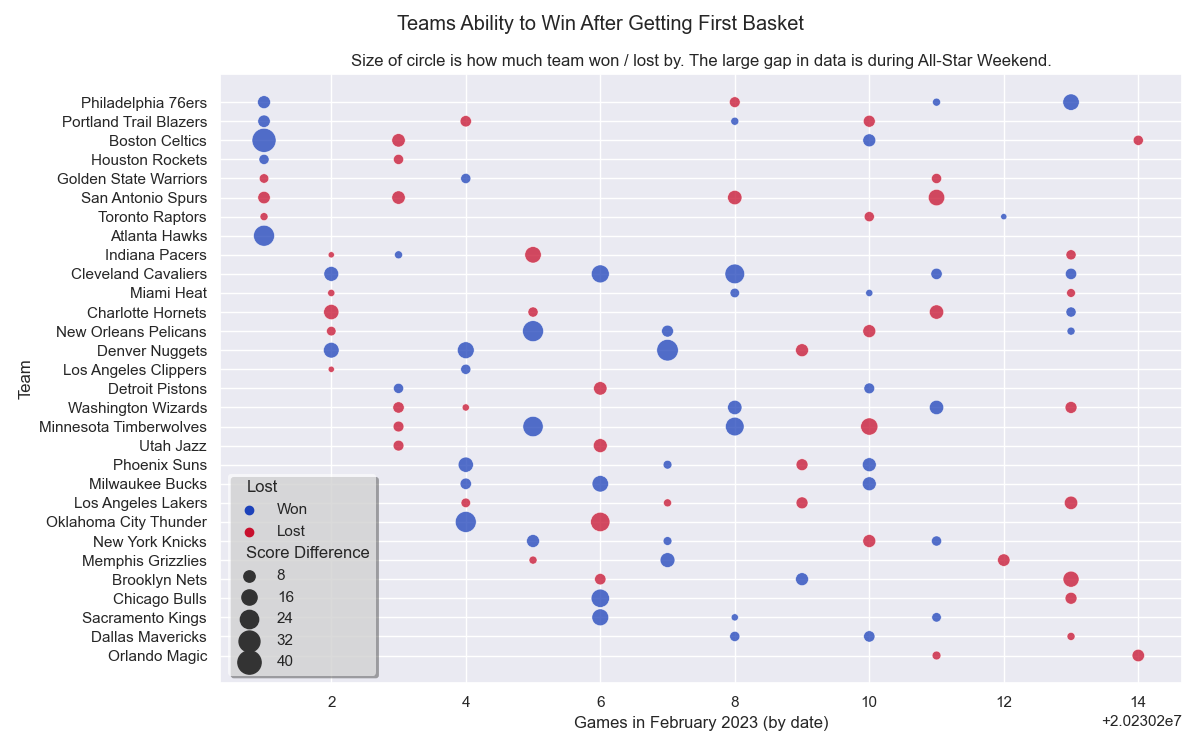 Teams Ability to Win After Getting First Basket
Size of circle is how much team won / lost by. The large gap in data is during All-Star Weekend.
Team
Philadelphia 76ers
Portland Trail Blazers
Boston Celtics
Houston Rockets
Golden State Warriors
San Antonio Spurs
Toronto Raptors
Atlanta Hawks
Indiana Pacers
Cleveland Cavaliers
Miami Heat
Charlotte Hornets
New Orleans Pelicans
Denver Nuggets
Los Angeles Clippers
Detroit Pistons
Washington Wizards
Minnesota Timberwolves
Utah Jazz
Phoenix Suns
Milwaukee Bucks
Los Angeles Lakers
Oklahoma City Thunder
New York Knicks
Memphis Grizzlies
Brooklyn Nets
Chicago Bulls
Sacramento Kings
Dallas Mavericks
Orlando Magic
Lost
Won
Lost
Score Difference
8
16
24
32
40
2 4 6 8 10 12 14
Games in February 2023 (by date)
+2.02302e7